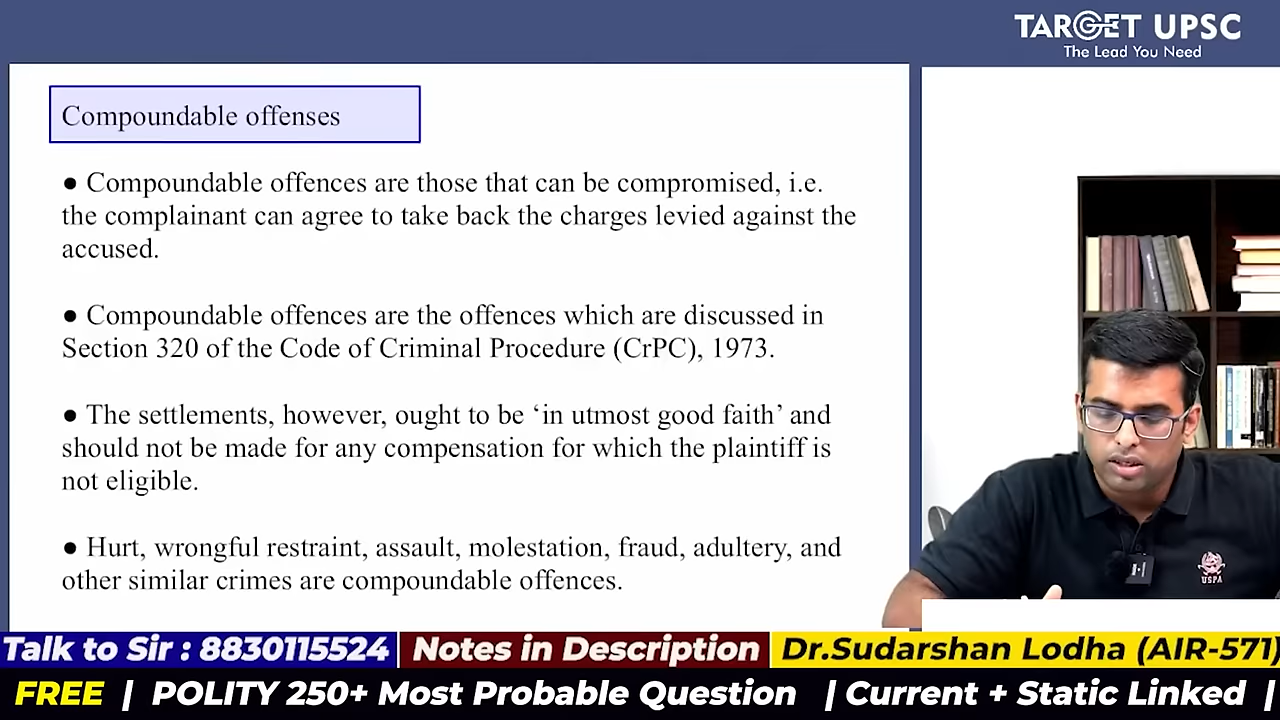 TARGET UPSC
The Lead You Need
Compoundable offenses
● Compoundable offences are those that can be compromised, i.e.
the complainant can agree to take back the charges levied against the
accused.
● Compoundable offences are the offences which are discussed in
Section 320 of the Code of Criminal Procedure (CrPC), 1973.
● The settlements, however, ought to be ‘in utmost good faith’ and
should not be made for any compensation for which the plaintiff is
not eligible.
● Hurt, wrongful restraint, assault, molestation, fraud, adultery, and
other similar crimes are compoundable offences.
USPA
Talk to Sir : 8830115524 Notes in Description Dr.Sudarshan Lodha (AIR-571)
FREE | POLITY 250+ Most Probable Question | Current + Static Linked |